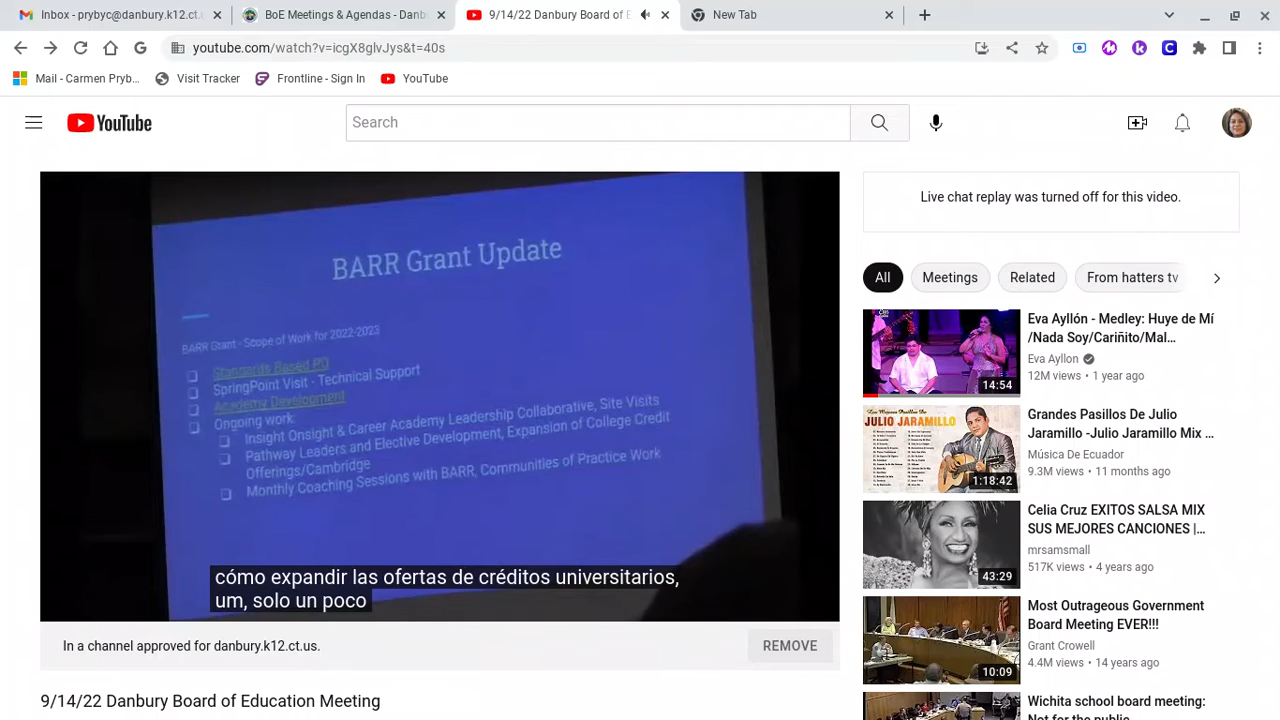 Inbox - prybyc@danbury.k12.ct.u
BoE Meetings & Agendas - Danb
9/14/22 Danbury Board of E
New Tab
youtube.com/watch?v=icgX8glvJys&t=40s
Mail - Carmen Pryb...
Visit Tracker
Frontline - Sign In
YouTube
YouTube
Search
BARR Grant Update
BARR Grant - Scope of Work for 2022-2023
Standards Based PD
SpringPoint Visit - Technical Support
Academy Development
Ongoing work
Insight Onsight & Career Academy Leadership Collaborative, Site Visits
Pathway Leaders and Elective Development, Expansion of College Credit
Offerings/Cambridge
Monthly Coaching Sessions with BARR, Communities of Practice Work
cómo expandir las ofertas de créditos universitarios,
um, solo un poco
In a channel approved for danbury.k12.ct.us.
REMOVE
9/14/22 Danbury Board of Education Meeting
Live chat replay was turned off for this video.
All
Meetings
Related
From hatters tv
14:54
Eva Ayllón - Medley: Huye de Mí
/Nada Soy/Cariñito/Mal...
Eva Ayllon
12M views • 1 year ago
JULIO JARAMILLO
1:18:42
Grandes Pasillos De Julio
Jaramillo -Julio Jaramillo Mix ...
Música De Ecuador
9.3M views • 11 months ago
43:29
Celia Cruz EXITOS SALSA MIX
SUS MEJORES CANCIONES |...
mrsamsmall
517K views • 4 years ago
10:09
Most Outrageous Government
Board Meeting EVER!!!
Grant Crowell
4.4M views • 14 years ago
Wichita school board meeting:
Not for the public